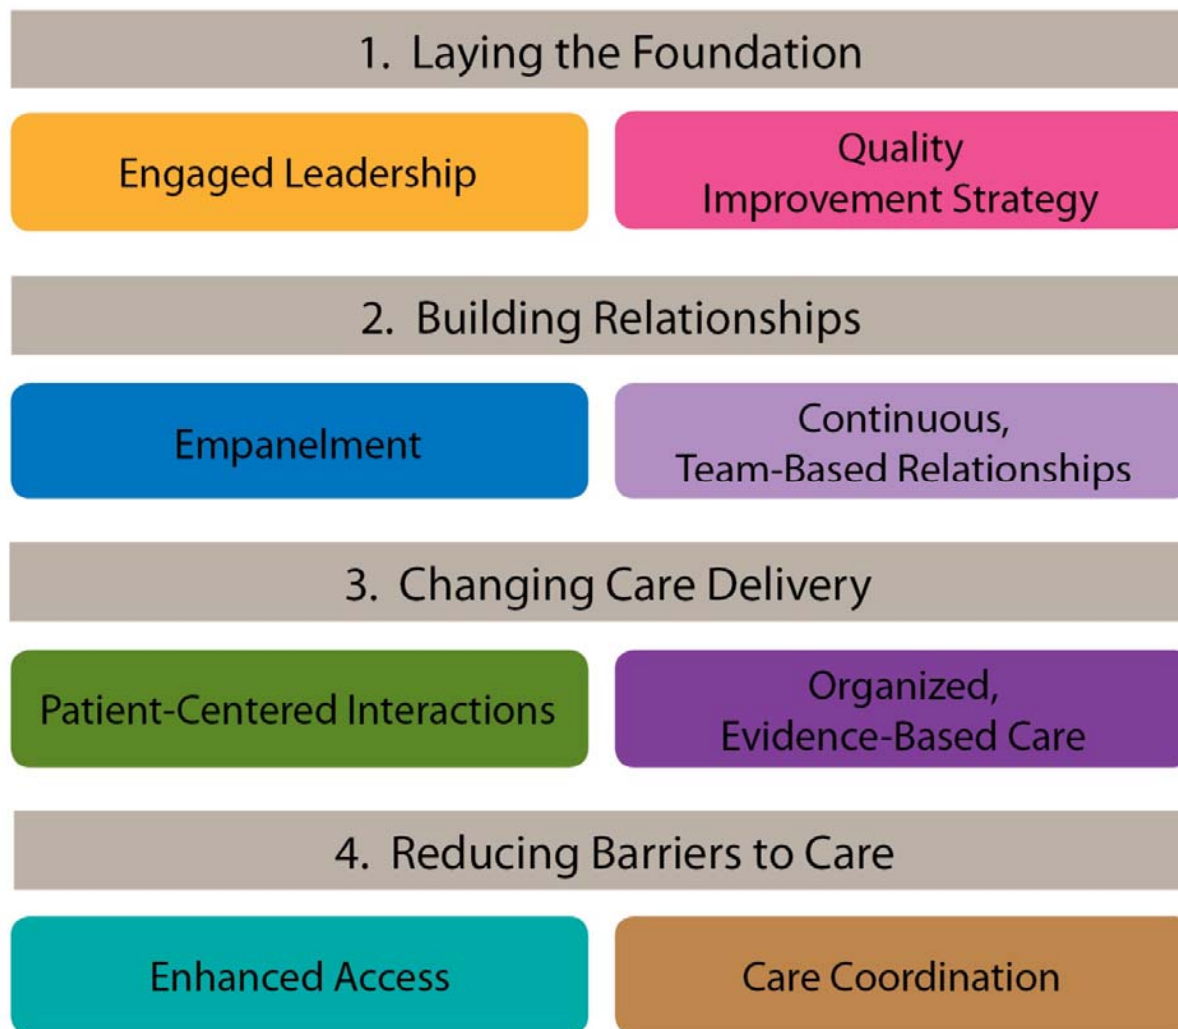 1. Laying the Foundation
Engaged Leadership
Quality
Improvement Strategy
2. Building Relationships
Empanelment
Continuous,
Team-Based Relationships
3. Changing Care Delivery
Patient-Centered Interactions
Organized,
Evidence-Based Care
4. Reducing Barriers to Care
Enhanced Access
Care Coordination